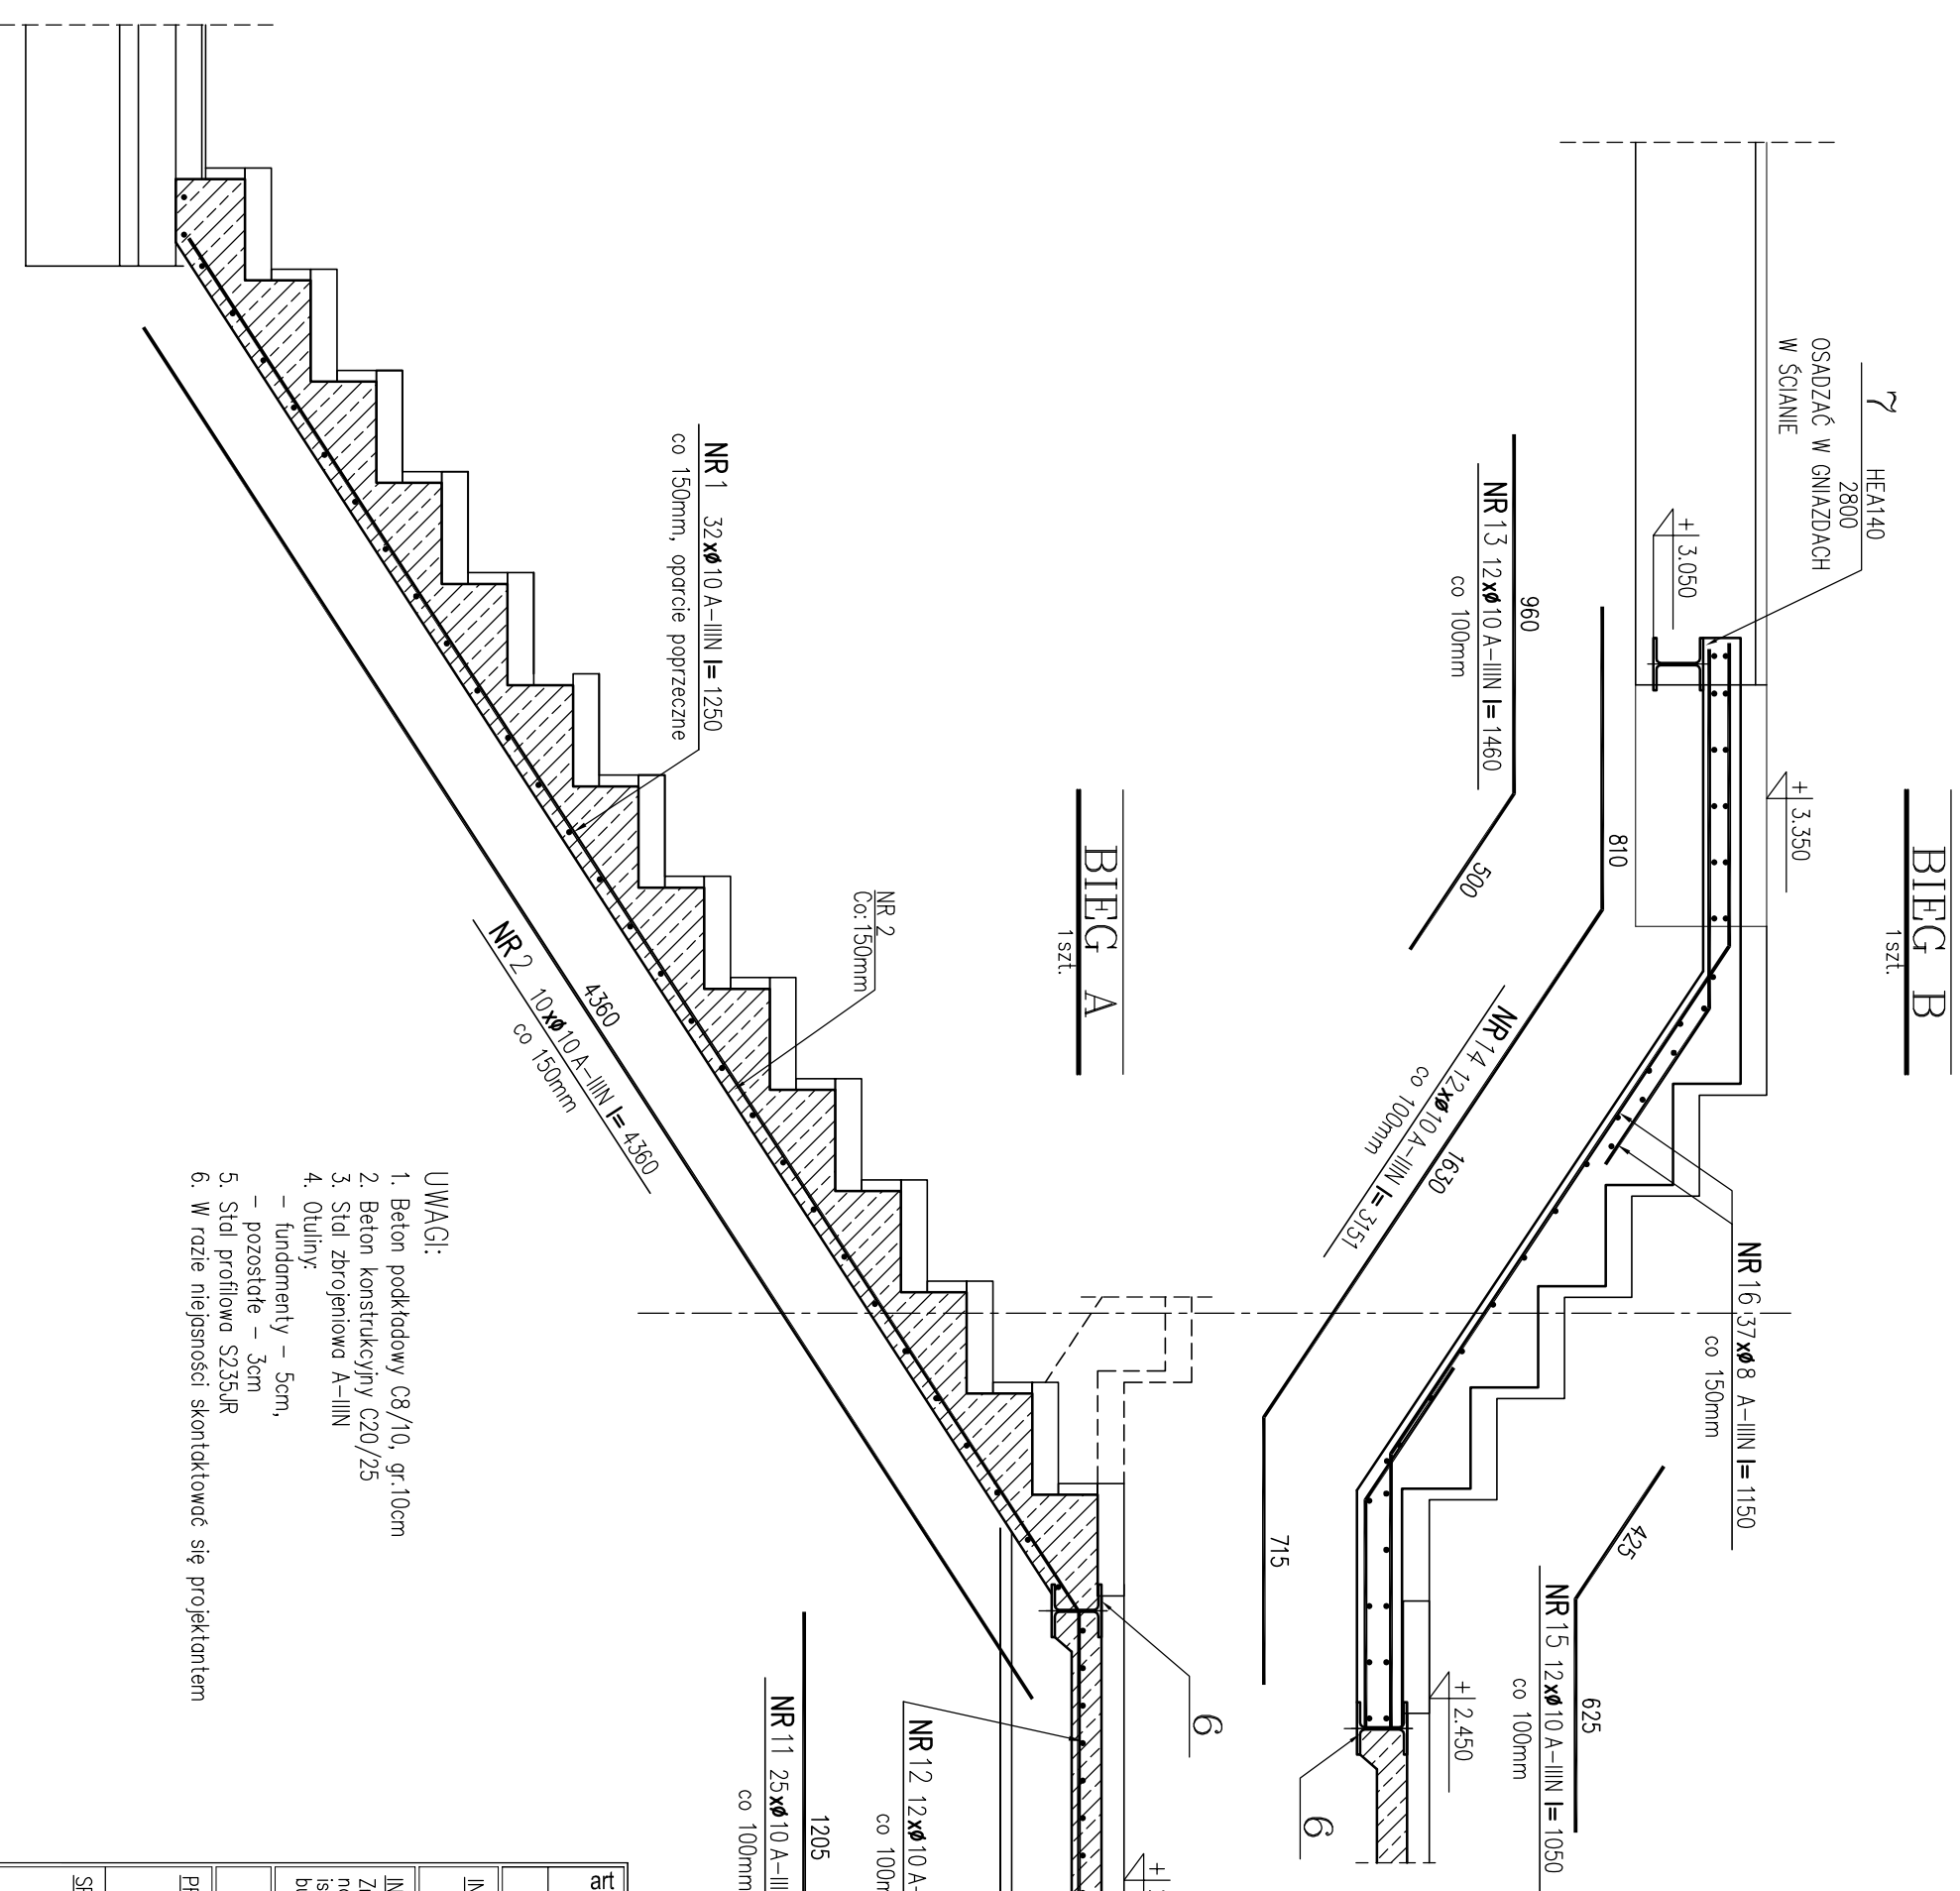 BIEG B
1 szt.
7
HEA140
2800
OSADZAĆ W GNIAZDACH
W ŚCIANIE
+ 3.050
+ 3.350
960
NR 13 12xø10 A-IIIN l= 1460
co 100mm
500
810
NR 14 12xø10 A-IIIN l= 3151
co 100mm
1630
715
NR 16 37xø8 A-IIIN l= 1150
co 150mm
425
625
NR 15 12xø10 A-IIIN l= 1050
co 100mm
+ 2.450
6
BIEG A
1 szt.
NR 1 32xø10 A-IIIN l= 1250
co 150mm, oparcie poprzeczne
NR 2
Co:150mm
4360
NR 2 10xø10 A-IIIN l= 4360
co 150mm
6
NR 12 12xø10 A-
co 100m
1205
NR 11 25xø10 A-III
co 100mm
UWAGI:
1. Beton podkładowy C8/10, gr.10cm
2. Beton konstrukcyjny C20/25
3. Stal zbrojeniowa A-IIIN
4. Otuliny:
- fundamenty - 5cm,
- pozostałe - 3cm
5. Stal profilowa S235JR
6. W razie niejasności skontaktować się projektantem
art